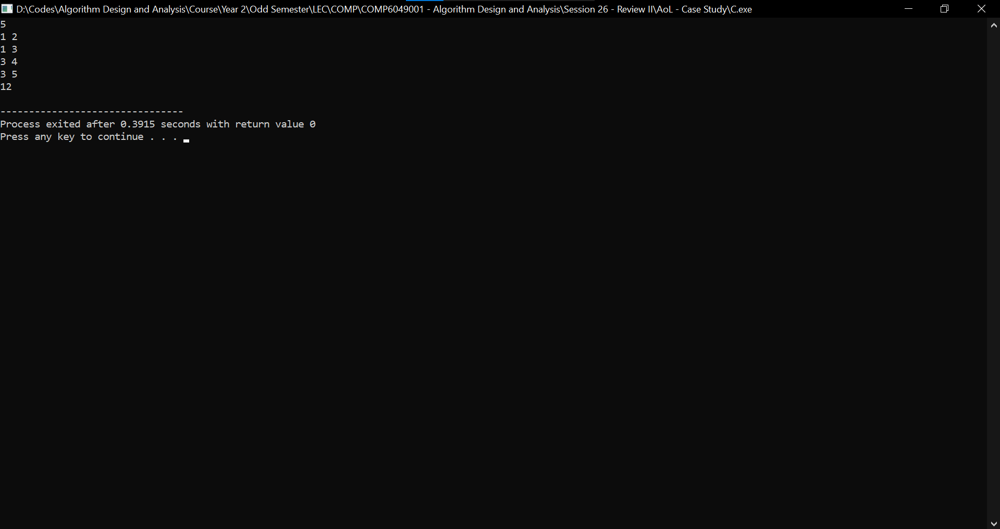 D:\Codes\Algorithm Design and Analysis\Course\Year 2\Odd Semester\LEC\COMP\COMP6049001 - Algorithm Design and Analysis\Session 26 - Review II\AoL - Case Study\C.exe
5
1 2
1 3
3 4
3 5
12
--------------------------------
Process exited after 0.3915 seconds with return value 0
Press any key to continue . . .